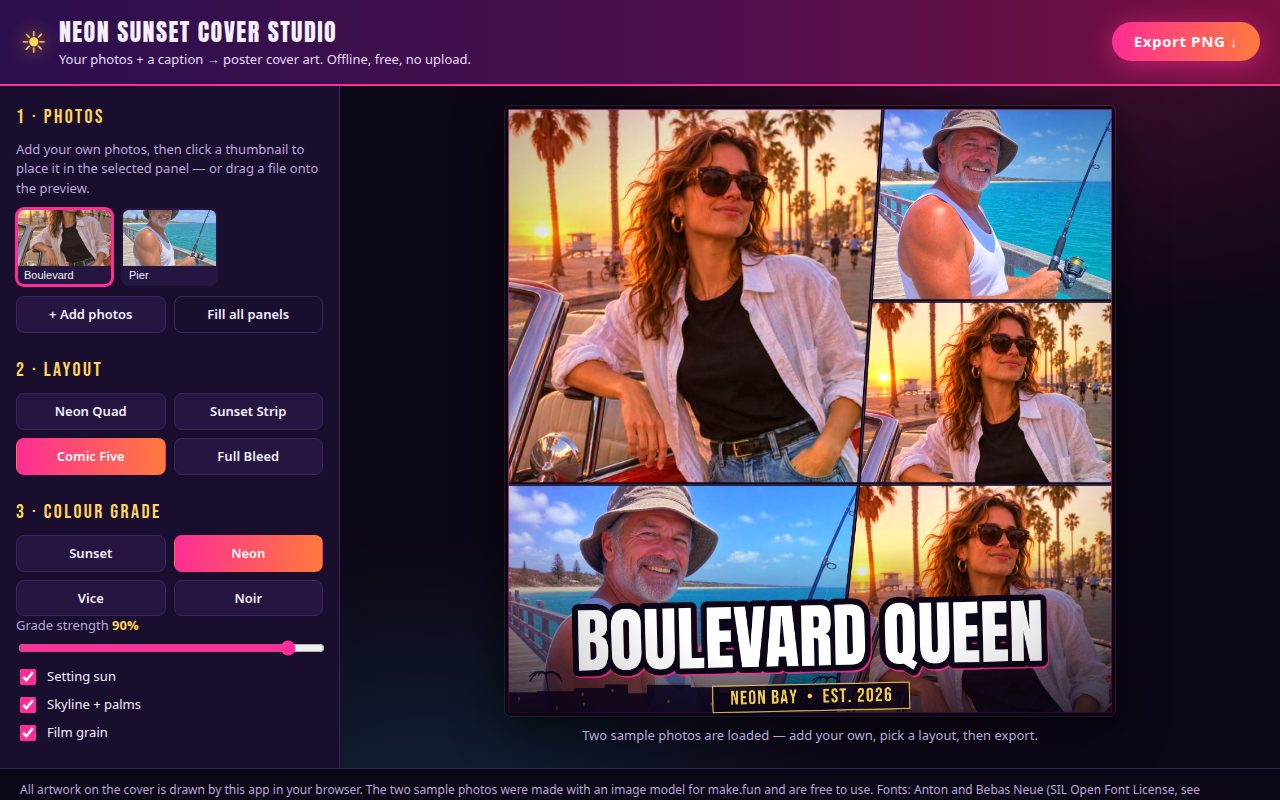 NEON SUNSET COVER STUDIO
Your photos + a caption → poster cover art. Offline, free, no upload.
Export PNG ↓
1 · PHOTOS
Add your own photos, then click a thumbnail to
place it in the selected panel — or drag a file onto
the preview.
Boulevard
Pier
+ Add photos
Fill all panels
2 · LAYOUT
Neon Quad
Sunset Strip
Comic Five
Full Bleed
3 · COLOUR GRADE
Sunset
Neon
Vice
Noir
Grade strength 90%
Setting sun
Skyline + palms
Film grain
BOULEVARD QUEEN
NEON BAY • EST. 2026
Two sample photos are loaded — add your own, pick a layout, then export.
All artwork on the cover is drawn by this app in your browser. The two sample photos were made with an image model for make.fun and are free to use. Fonts: Anton and Bebas Neue (SIL Open Font License, see